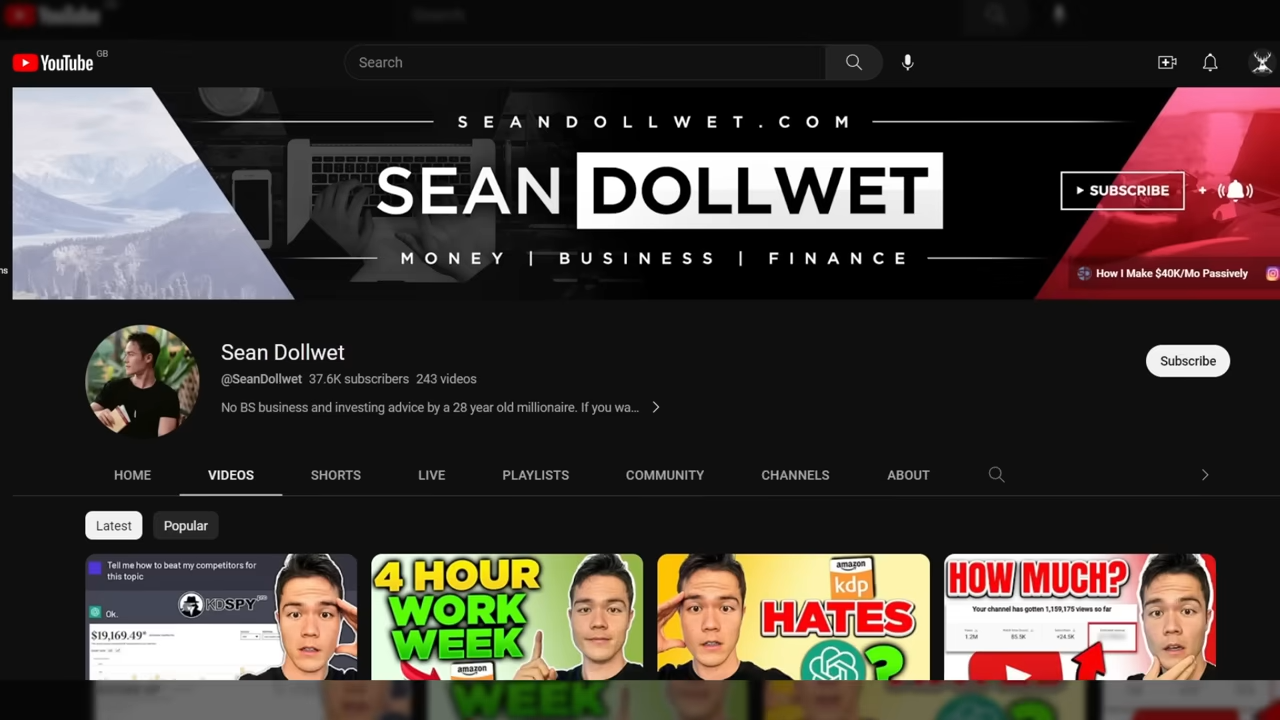 YouTube GB
Search
SEANDOLLWET.COM
SEAN DOLLWET
SUBSCRIBE +
MONEY | BUSINESS | FINANCE
ns
How I Make $40K/Mo Passively
Sean Dollwet
@SeanDollwet 37.6K subscribers 243 videos
Subscribe
No BS business and investing advice by a 28 year old millionaire. If you wa...
HOME VIDEOS SHORTS LIVE PLAYLISTS COMMUNITY CHANNELS ABOUT
Latest Popular
Tell me how to beat my competitors for
this topic
KDSPY
Ok.
$19,169.49*
4 HOUR
WORK
WEEK
amazon
amazon
kdp
HATES
?
HOW MUCH?
Your channel has gotten 1,159,175 views so far
1.2M 85.5K +24.5K